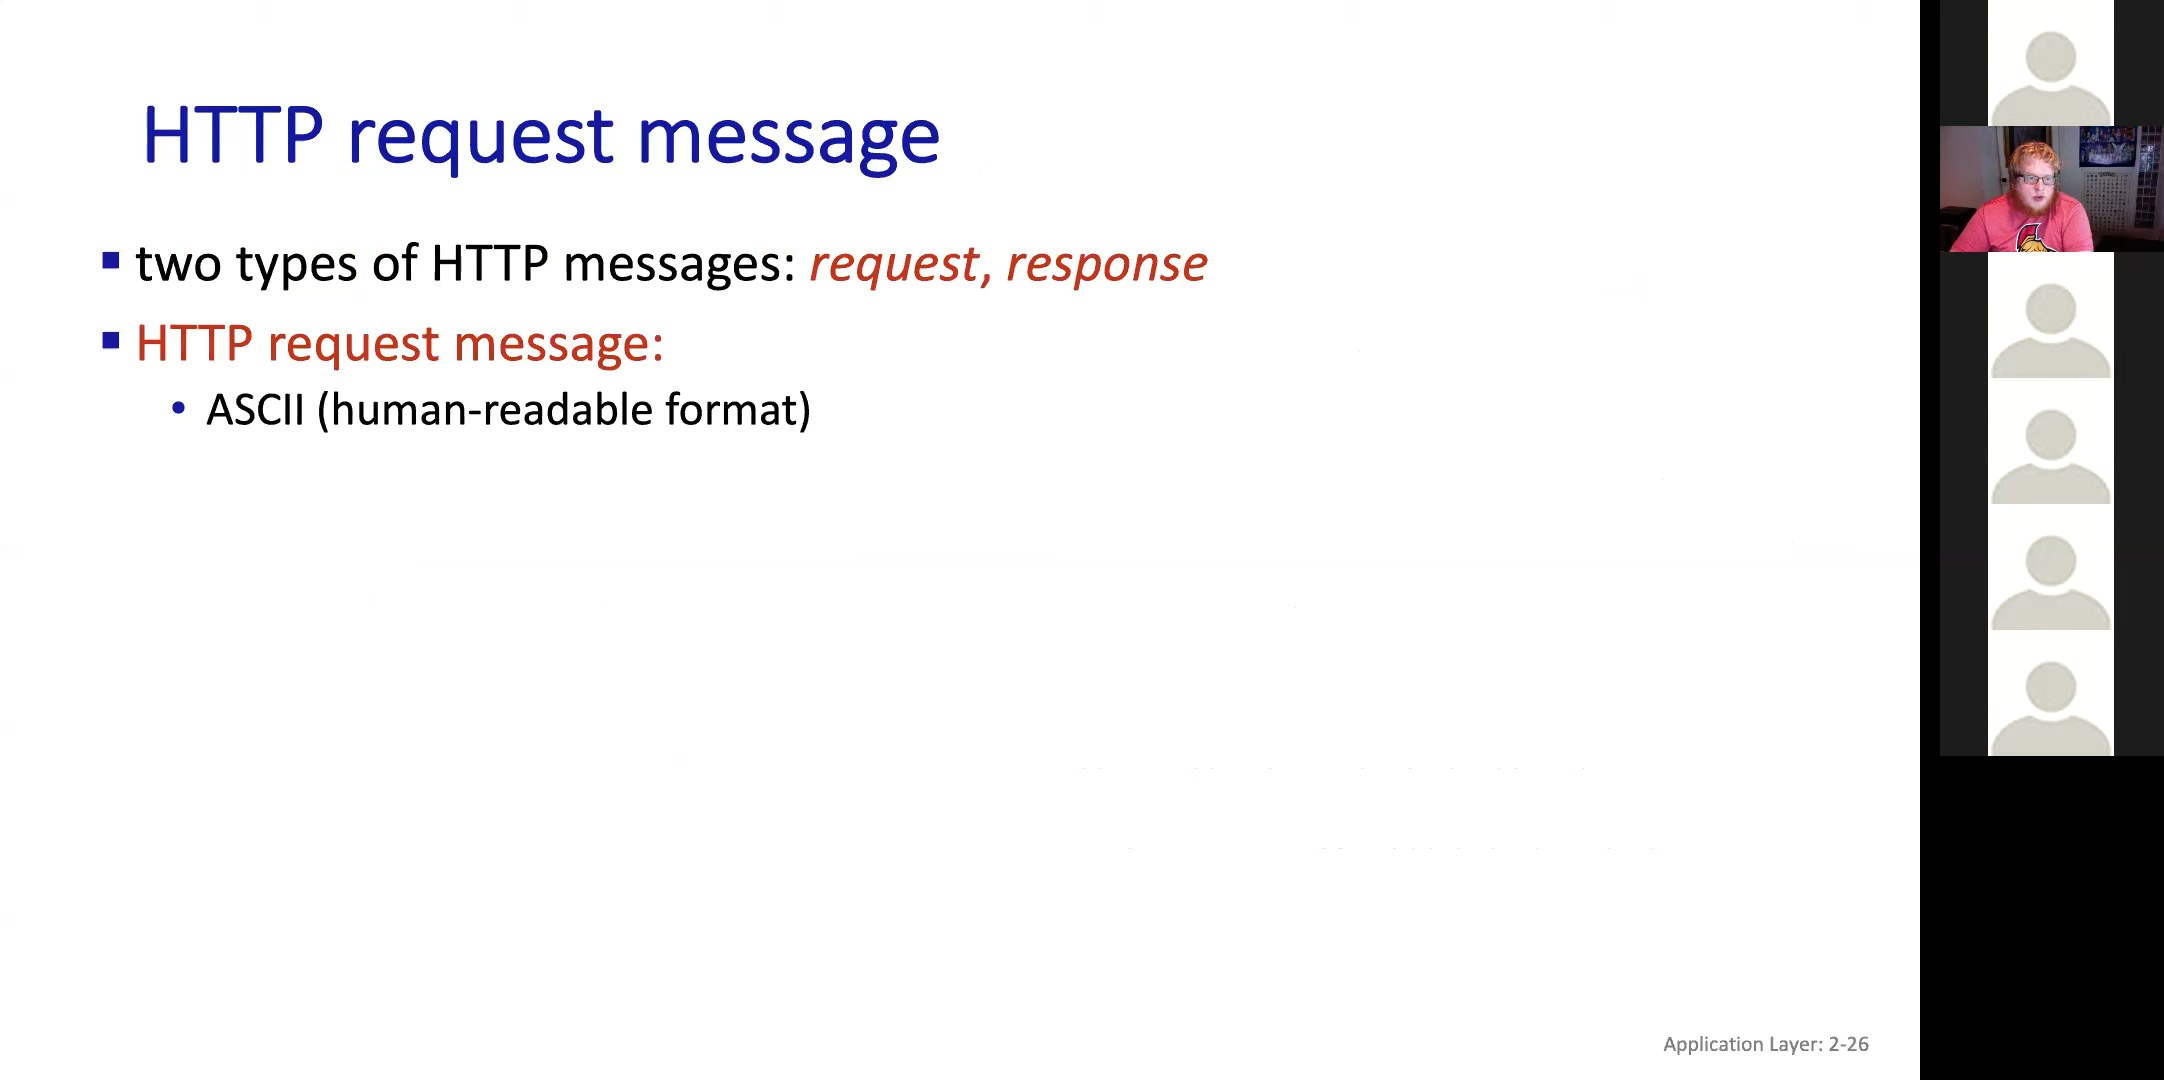 HTTP request message
▪ two types of HTTP messages: request, response
▪ HTTP request message:
• ASCII (human-readable format)
Application Layer: 2-26